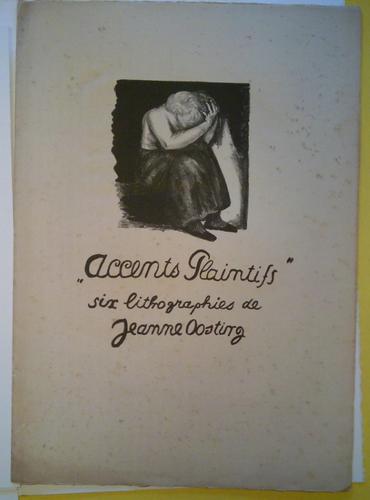 „Accents Plaintifs"
six lithographies de
Jeanne Oosting